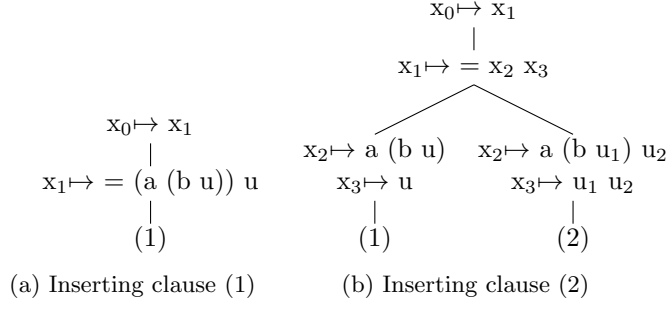 x₀↦ x₁
x₁↦ = (a (b u)) u
(1)
(a) Inserting clause (1)
x₀↦ x₁
x₁↦ = x₂ x₃
x₂↦ a (b u)
x₃↦ u
(1)
x₂↦ a (b u₁) u₂
x₃↦ u₁ u₂
(2)
(b) Inserting clause (2)